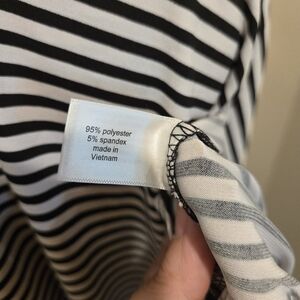 95% polyester
5% spandex
made in
Vietnam